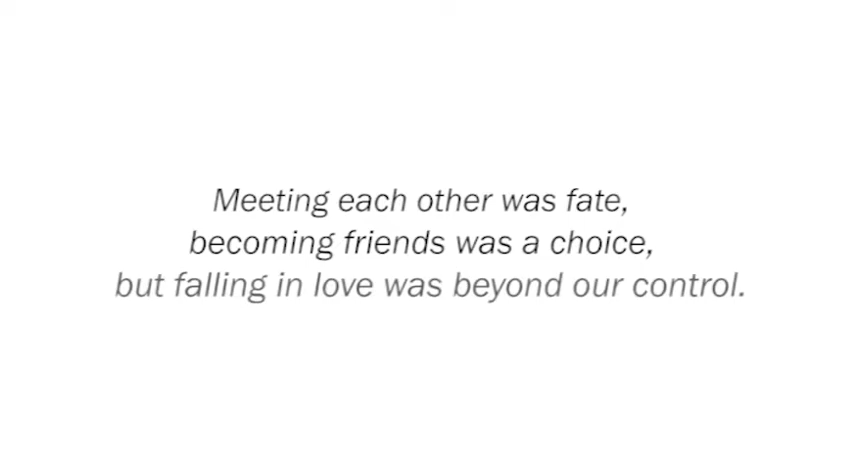 Meeting each other was fate,
becoming friends was a choice,
but falling in love was beyond our control.